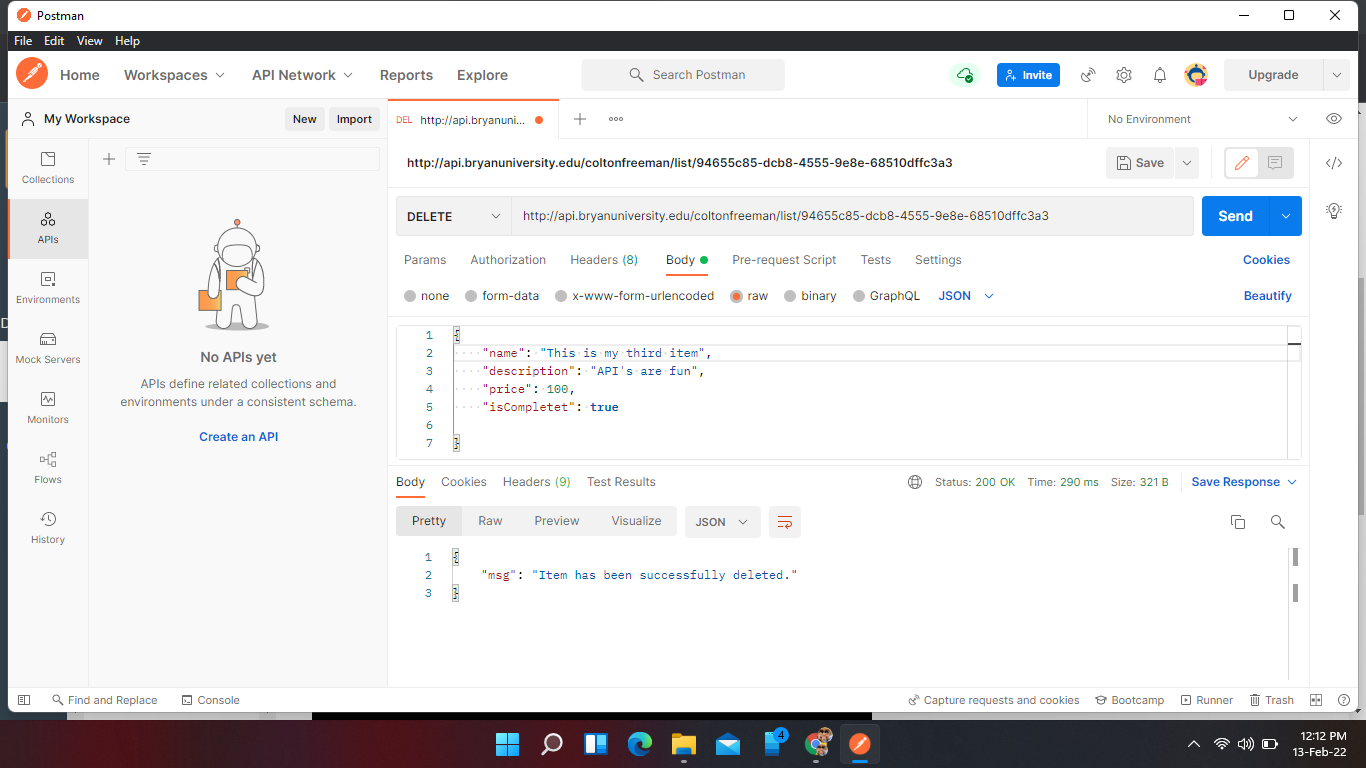 Postman
File Edit View Help
Home Workspaces API Network Reports Explore Search Postman Invite Upgrade
My Workspace New Import DEL http://api.bryanuni... No Environment
http://api.bryanuniversity.edu/coltonfreeman/list/94655c85-dcb8-4555-9e8e-68510dffc3a3 Save
DELETE http://api.bryanuniversity.edu/coltonfreeman/list/94655c85-dcb8-4555-9e8e-68510dffc3a3 Send
Params Authorization Headers (8) Body Pre-request Script Tests Settings Cookies
none form-data x-www-form-urlencoded raw binary GraphQL JSON Beautify
1 {
2 "name": "This is my third item",
3 "description": "API's are fun",
4 "price": 100,
5 "isCompletet": true
6
7 }
Collections
APIs
Environments
Mock Servers
Monitors
Flows
History
No APIs yet
APIs define related collections and
environments under a consistent schema.
Create an API
Body Cookies Headers (9) Test Results Status: 200 OK Time: 290 ms Size: 321 B Save Response
Pretty Raw Preview Visualize JSON
1 {
2 "msg": "Item has been successfully deleted."
3 }
Find and Replace Console Capture requests and cookies Bootcamp Runner Trash
4
12:12 PM
13-Feb-22